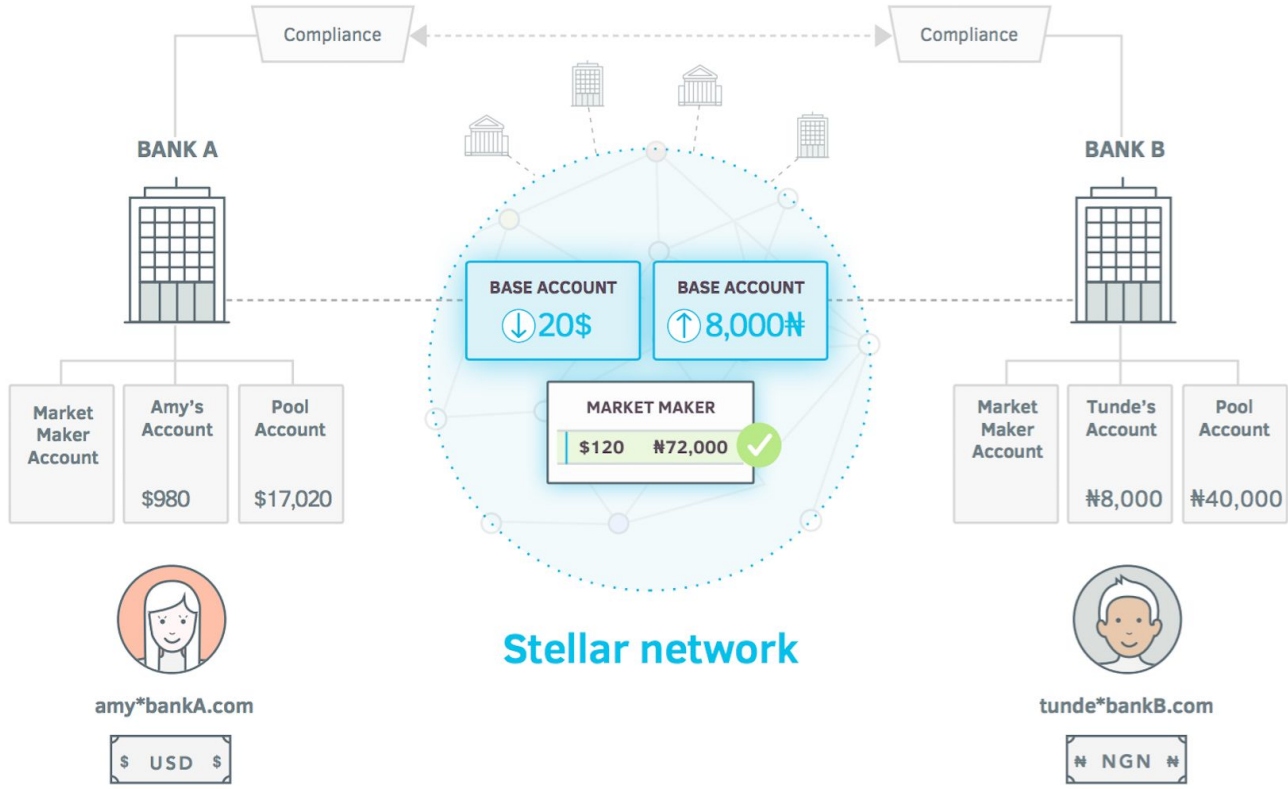 Compliance
Compliance
BANK A
BANK B
BASE ACCOUNT
20$
BASE ACCOUNT
8,000₦
MARKET MAKER
$120 ₦72,000
Market
Maker
Account
Amy's
Account
$980
Pool
Account
$17,020
Market
Maker
Account
Tunde's
Account
₦8,000
Pool
Account
₦40,000
Stellar network
amy*bankA.com
tunde*bankB.com
$ USD $
₦ NGN ₦